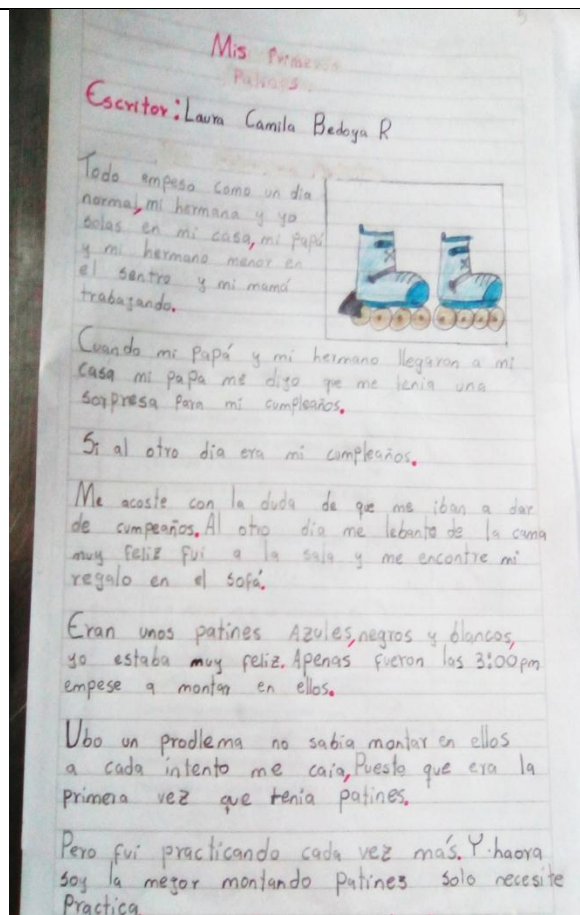 Mis Primeros
Patines
Escritor: Laura Camila Bedoya R
Todo empeso como un dia
normal, mi hermana y yo
solas en mi casa, mi papá
y mi hermano menor en
el sentro y mi mamá
trabajando.
Cuando mi Papá y mi hermano llegaron a mi
casa mi papa me dijo que me tenia una
sorpresa para mi cumpleaños.
Si al otro dia era mi cumpleaños.
Me acoste con la duda de que me iban a dar
de cumpeaños. Al otro dia me lebante de la cama
muy feliz fui a la sala y me encontre mi
regalo en el sofá.
Eran unos patines Azules, negros y blancos,
yo estaba muy feliz. Apenas fueron las 3:00pm
empese a montar en ellos.
Ubo un prodlema no sabia montar en ellos
a cada intento me caia, Puesto que era la
primera vez que tenia patines.
Pero fui practicando cada vez más. Y haora
soy la mejor montando Patines solo necesite
Practica.